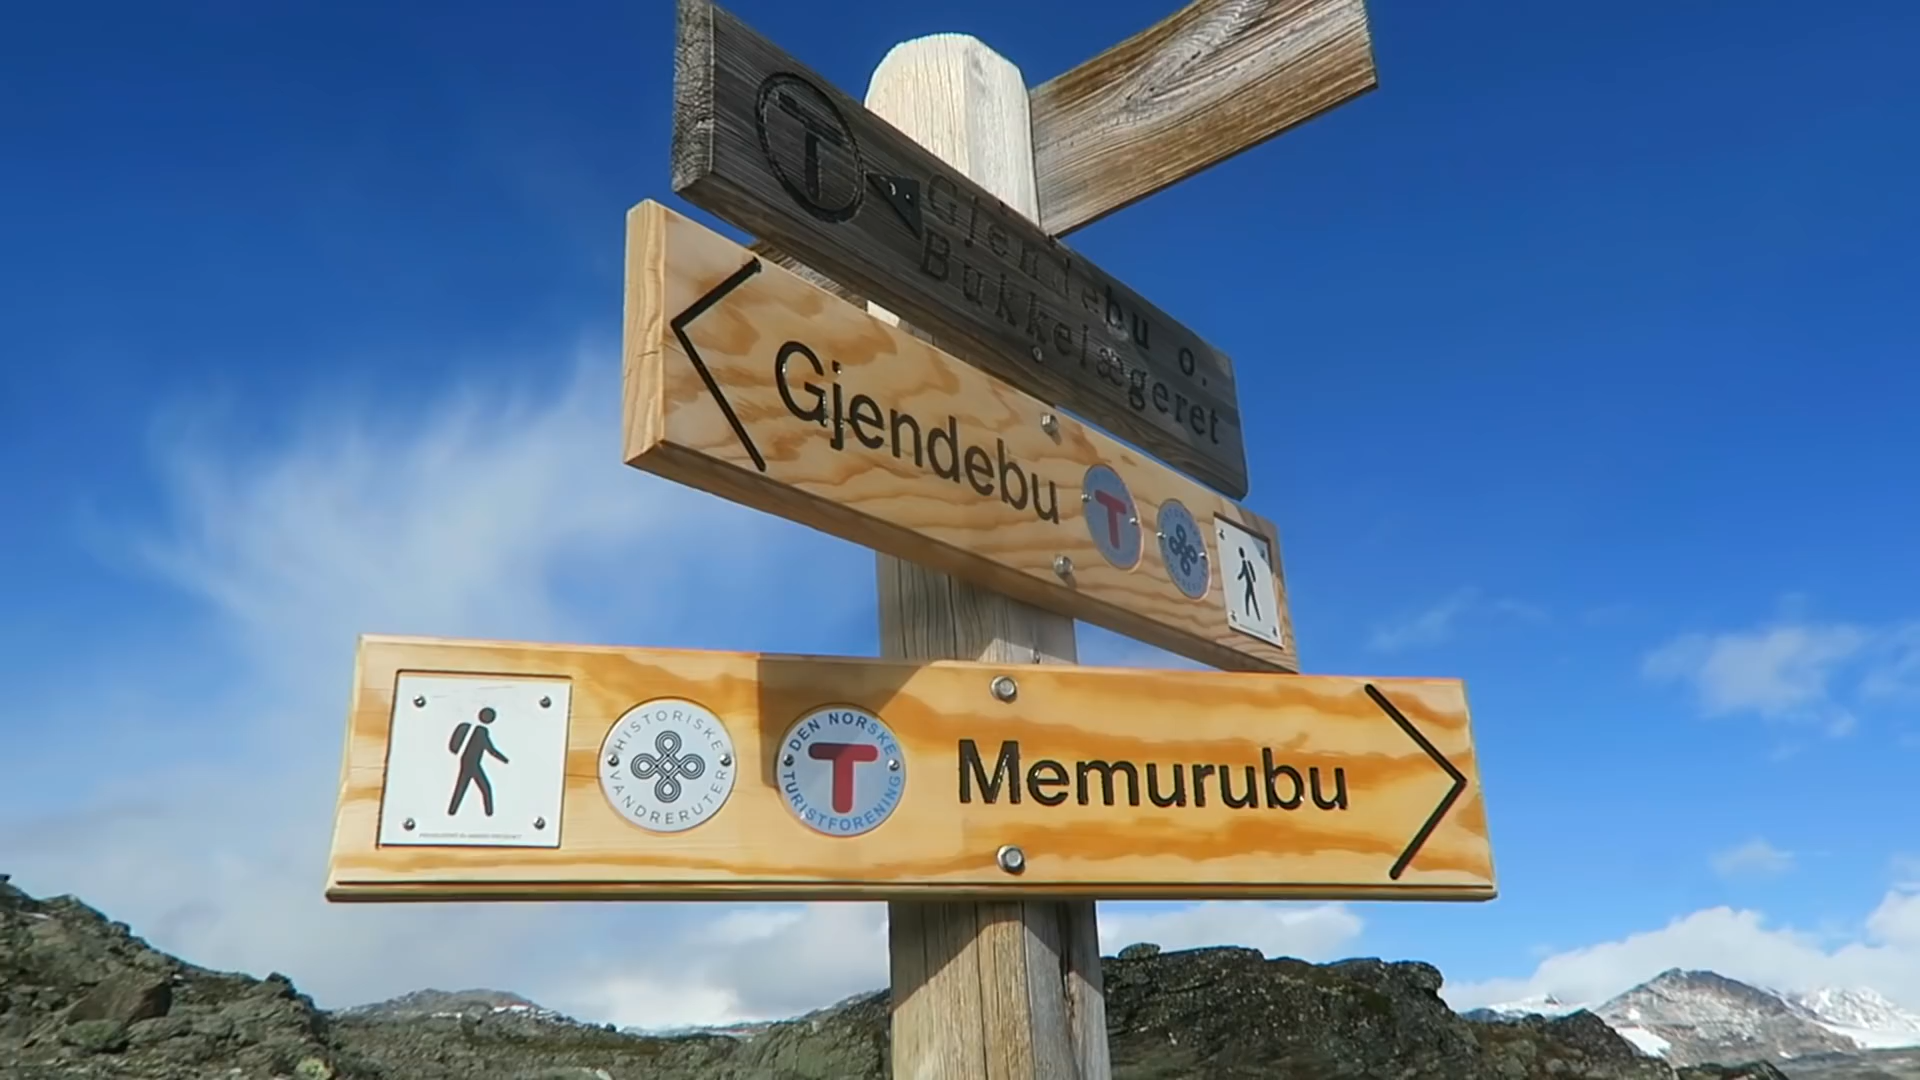 T
Gjendebu o.
Bukkelægeret
Gjendebu
T
HISTORISKE VANDRERUTER
DEN NORSKE TURISTFORENING
T
Memurubu